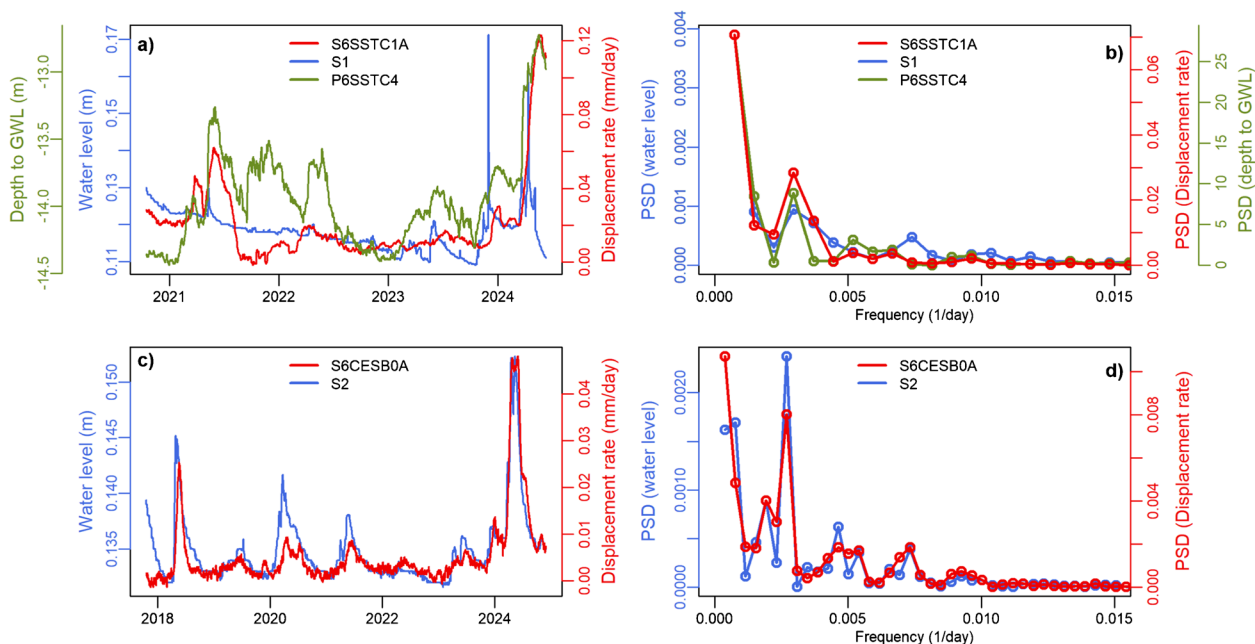 a)
S6SSTC1A
S1
P6SSTC4
Depth to GWL (m)
-14.5
-14.0
-13.5
-13.0
Water level (m)
0.11
0.13
0.15
0.17
Displacement rate (mm/day)
0.00
0.04
0.08
0.12
2021
2022
2023
2024
b)
S6SSTC1A
S1
P6SSTC4
PSD (water level)
0.000
0.001
0.002
0.003
0.004
PSD (Displacement rate)
0.00
0.02
0.04
0.06
PSD (depth to GWL)
0
5
10
15
20
25
0.000
0.005
0.010
0.015
Frequency (1/day)
c)
S6CESB0A
S2
Water level (m)
0.135
0.140
0.145
0.150
Displacement rate (mm/day)
0.00
0.01
0.02
0.03
0.04
2018
2020
2022
2024
d)
S6CESB0A
S2
PSD (water level)
0.0000
0.0010
0.0020
PSD (Displacement rate)
0.000
0.004
0.008
0.000
0.005
0.010
0.015
Frequency (1/day)